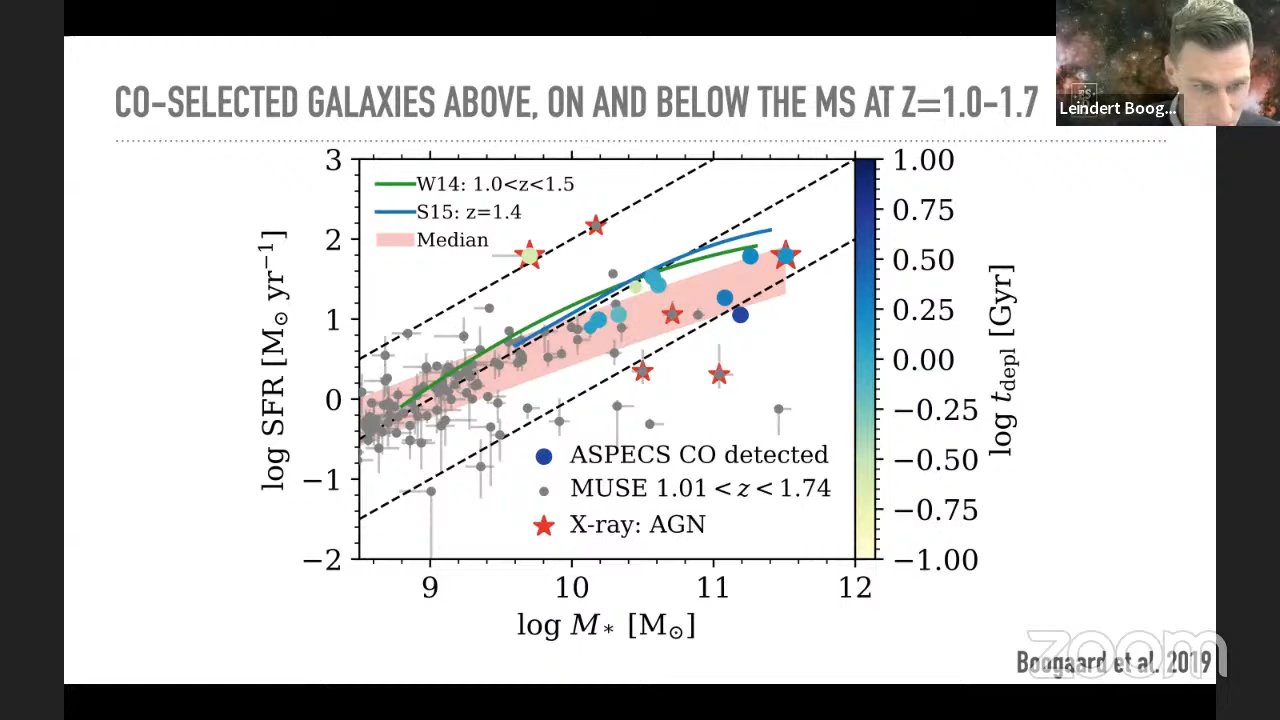 CO-SELECTED GALAXIES ABOVE, ON AND BELOW THE MS AT Z=1.0-1.7
Leindert Boog...
3
2
1
0
−1
−2
log SFR [M⊙ yr⁻¹]
W14: 1.0<z<1.5
S15: z=1.4
Median
ASPECS CO detected
MUSE 1.01 < z < 1.74
X-ray: AGN
9
10
11
12
log M∗ [M⊙]
1.00
0.75
0.50
0.25
0.00
−0.25
−0.50
−0.75
−1.00
log tdepl [Gyr]
zoom
Boogaard et al. 2019